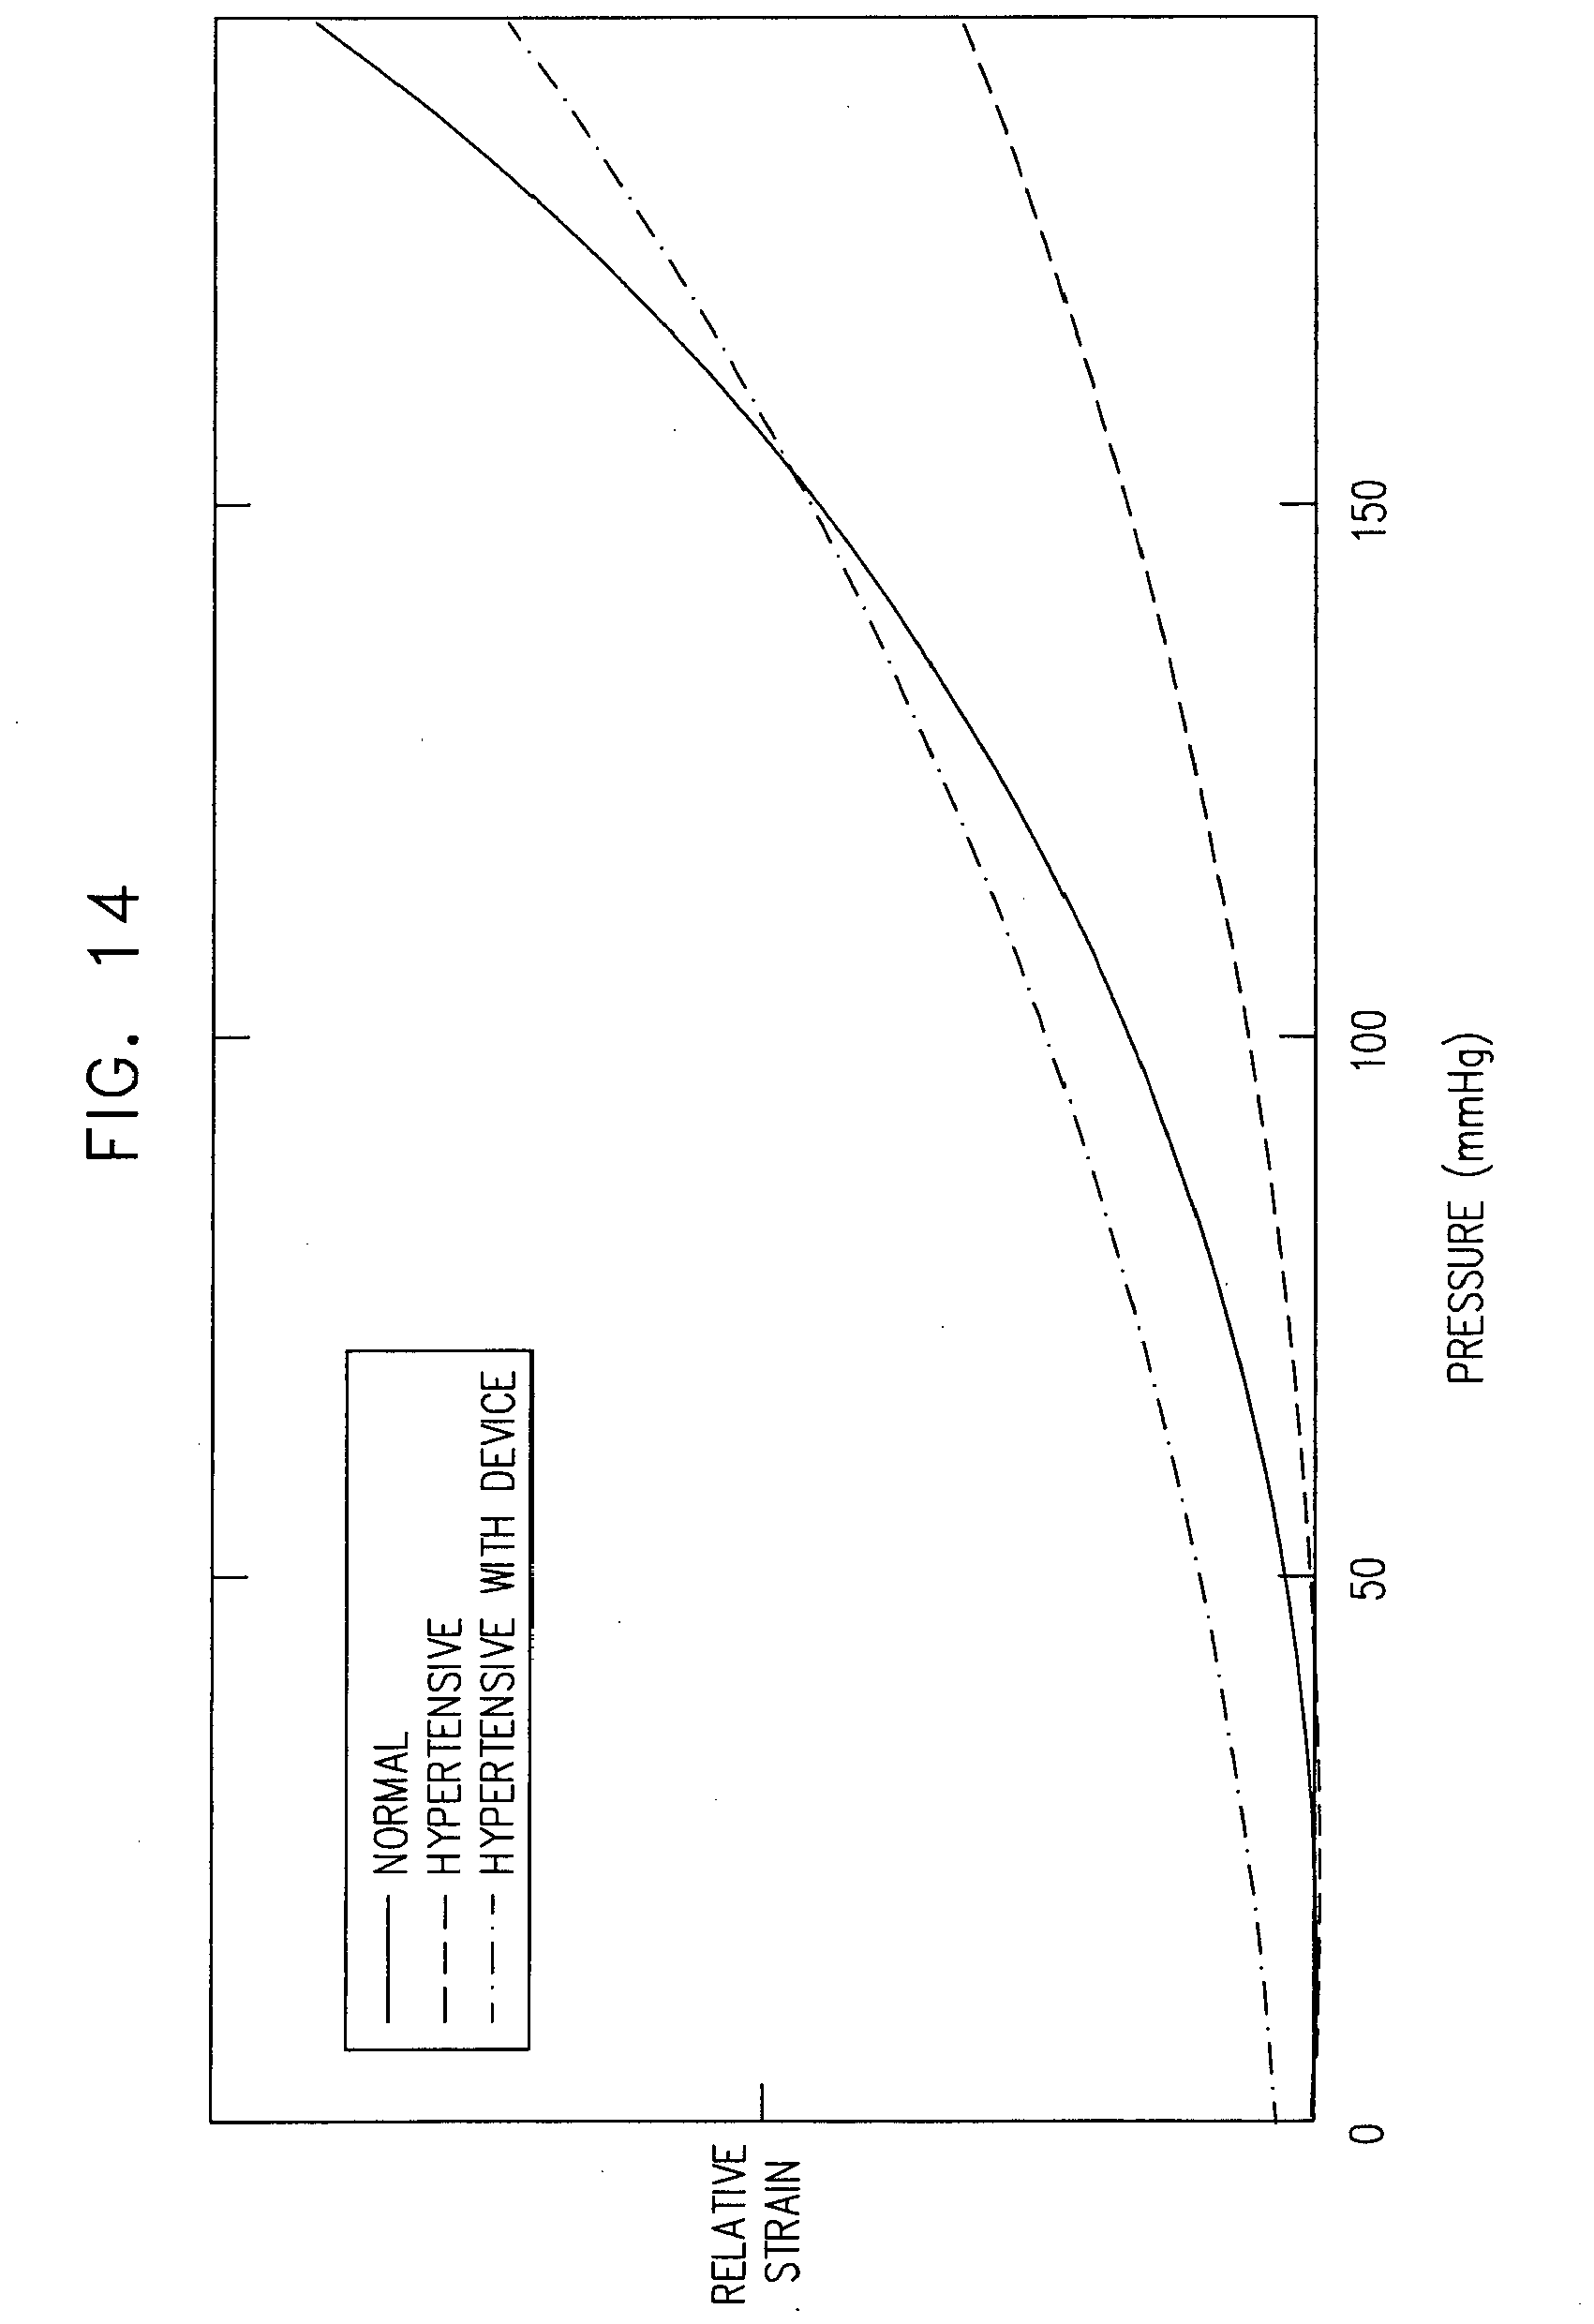 FIG. 14
NORMAL
HYPERTENSIVE
HYPERTENSIVE WITH DEVICE
RELATIVE
STRAIN
0
50
100
150
PRESSURE (mmHg)